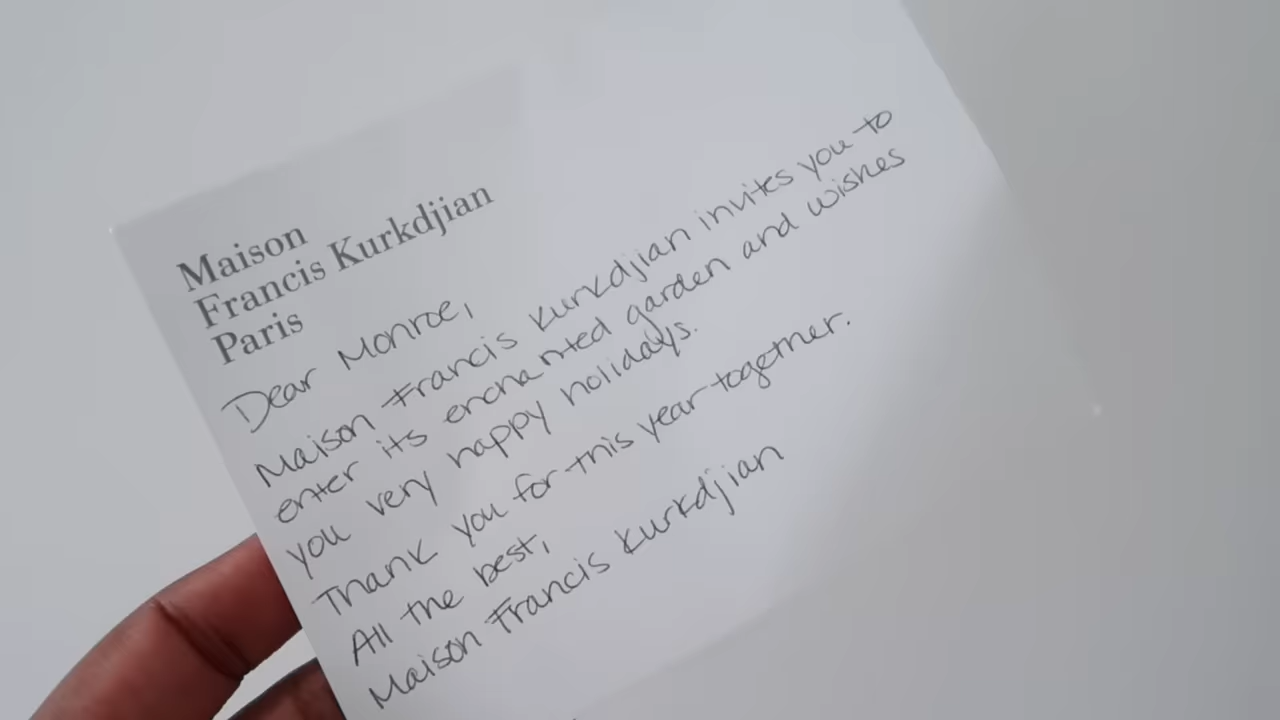 Maison
Francis Kurkdjian
Paris
Dear Monroe,
Maison Francis Kurkdjian invites you to
enter its enchanted garden and wishes
you very happy holidays.
Thank you for this year together.
All the best,
Maison Francis Kurkdjian